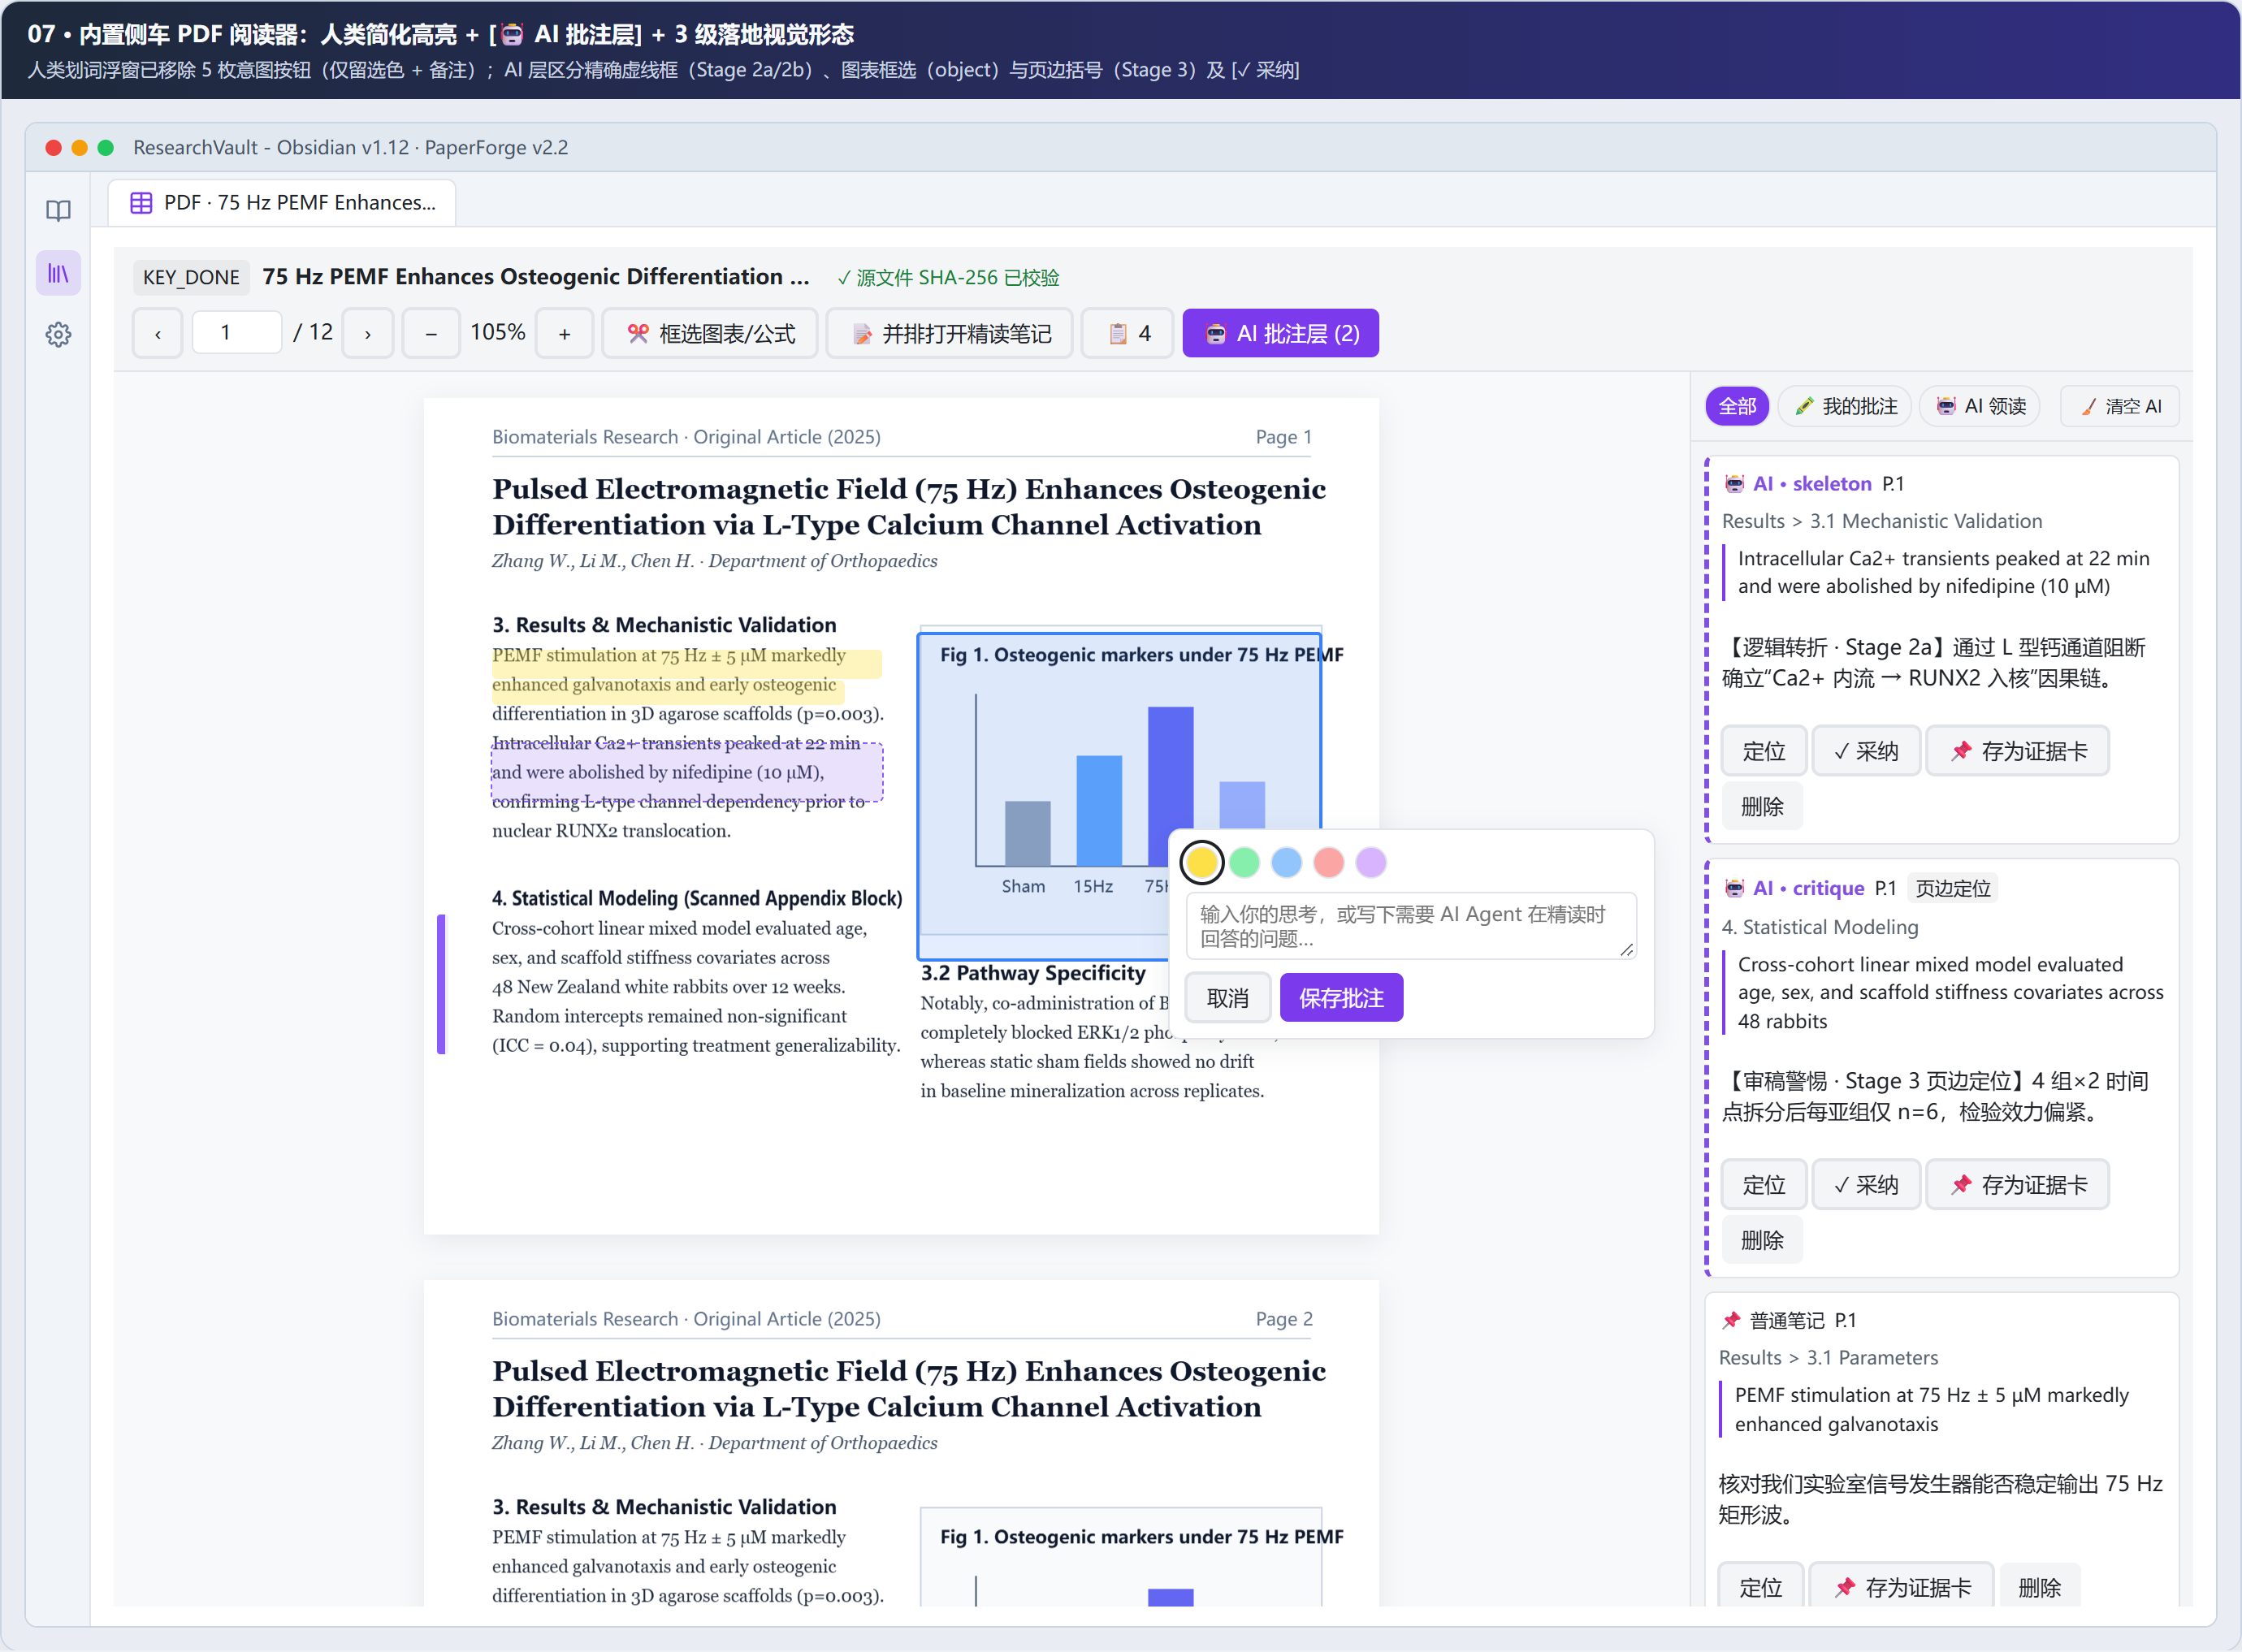 07 • 内置侧车 PDF 阅读器：人类简化高亮 + [🤖 AI 批注层] + 3 级落地视觉形态
人类划词浮窗已移除 5 枚意图按钮（仅留选色 + 备注）；AI 层区分精确虚线框（Stage 2a/2b）、图表框选（object）与页边括号（Stage 3）及 [✓ 采纳]
ResearchVault - Obsidian v1.12 · PaperForge v2.2
PDF · 75 Hz PEMF Enhances...
KEY_DONE 75 Hz PEMF Enhances Osteogenic Differentiation ... ✓ 源文件 SHA-256 已校验
‹ 1 / 12 › − 105% + ✂️ 框选图表/公式 📝 并排打开精读笔记 📋 4 🤖 AI 批注层 (2)
Biomaterials Research · Original Article (2025) Page 1
Pulsed Electromagnetic Field (75 Hz) Enhances Osteogenic
Differentiation via L-Type Calcium Channel Activation
Zhang W., Li M., Chen H. · Department of Orthopaedics
3. Results & Mechanistic Validation
PEMF stimulation at 75 Hz ± 5 μM markedly
enhanced galvanotaxis and early osteogenic
differentiation in 3D agarose scaffolds (p=0.003).
Intracellular Ca2+ transients peaked at 22 min
and were abolished by nifedipine (10 μM),
confirming L-type channel dependency prior to
nuclear RUNX2 translocation.
4. Statistical Modeling (Scanned Appendix Block)
Cross-cohort linear mixed model evaluated age,
sex, and scaffold stiffness covariates across
48 New Zealand white rabbits over 12 weeks.
Random intercepts remained non-significant
(ICC = 0.04), supporting treatment generalizability.
Fig 1. Osteogenic markers under 75 Hz PEMF
Sham 15Hz 75H
3.2 Pathway Specificity
Notably, co-administration of
completely blocked ERK1/2
whereas static sham fields showed no drift
in baseline mineralization across replicates.
输入你的思考，或写下需要 AI Agent 在精读时
回答的问题...
取消 保存批注
Biomaterials Research · Original Article (2025) Page 2
Pulsed Electromagnetic Field (75 Hz) Enhances Osteogenic
Differentiation via L-Type Calcium Channel Activation
Zhang W., Li M., Chen H. · Department of Orthopaedics
3. Results & Mechanistic Validation
PEMF stimulation at 75 Hz ± 5 μM markedly
enhanced galvanotaxis and early osteogenic
differentiation in 3D agarose scaffolds (p=0.003).
Fig 1. Osteogenic markers under 75 Hz PEMF
全部 🖍️ 我的批注 🤖 AI 领读 🧹 清空 AI
🤖 AI • skeleton P.1
Results > 3.1 Mechanistic Validation
Intracellular Ca2+ transients peaked at 22 min
and were abolished by nifedipine (10 μM)
【逻辑转折 · Stage 2a】通过 L 型钙通道阻断
确立“Ca2+ 内流 → RUNX2 入核”因果链。
定位 ✓ 采纳 📌 存为证据卡
删除
🤖 AI • critique P.1 页边定位
4. Statistical Modeling
Cross-cohort linear mixed model evaluated
age, sex, and scaffold stiffness covariates across
48 rabbits
【审稿警惕 · Stage 3 页边定位】4 组×2 时间
点拆分后每亚组仅 n=6，检验效力偏紧。
定位 ✓ 采纳 📌 存为证据卡
删除
📌 普通笔记 P.1
Results > 3.1 Parameters
PEMF stimulation at 75 Hz ± 5 μM markedly
enhanced galvanotaxis
核对我们实验室信号发生器能否稳定输出 75 Hz
矩形波。
定位 📌 存为证据卡 删除